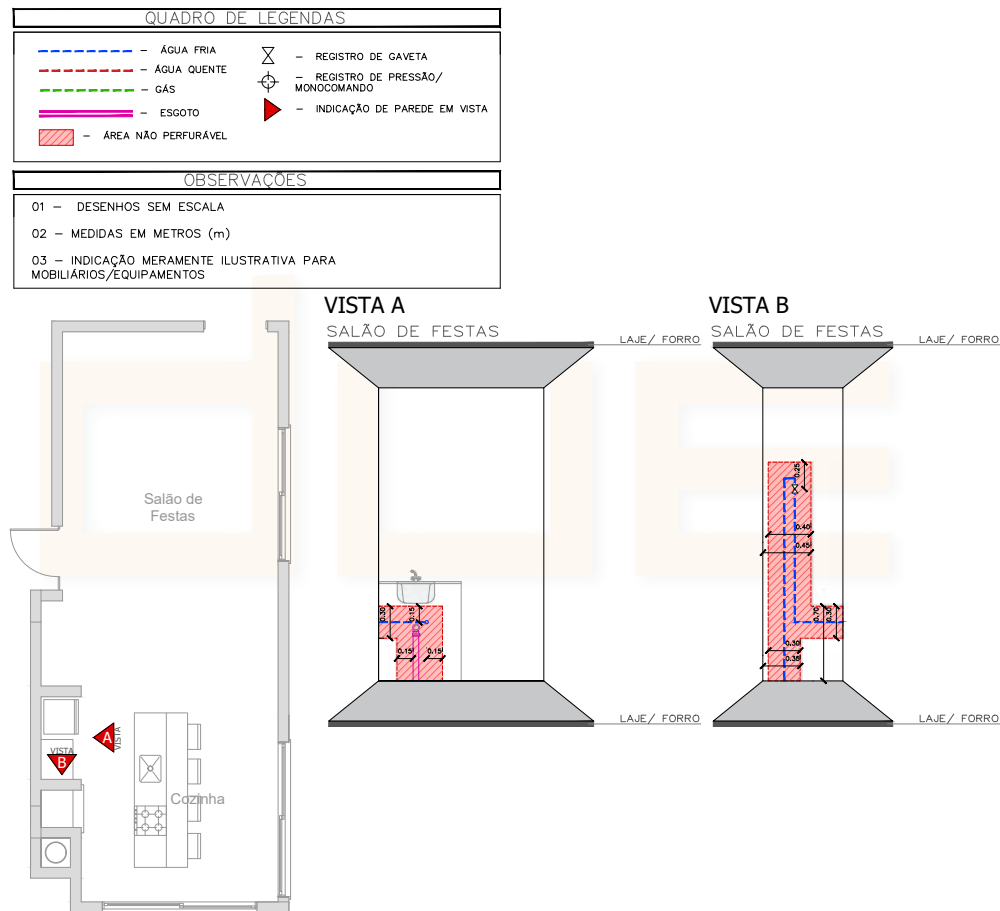 QUADRO DE LEGENDAS
– ÁGUA FRIA
– ÁGUA QUENTE
– GÁS
– ESGOTO
– ÁREA NÃO PERFURÁVEL
– REGISTRO DE GAVETA
– REGISTRO DE PRESSÃO/
MONOCOMANDO
– INDICAÇÃO DE PAREDE EM VISTA
OBSERVAÇÕES
01 – DESENHOS SEM ESCALA
02 – MEDIDAS EM METROS (m)
03 – INDICAÇÃO MERAMENTE ILUSTRATIVA PARA
MOBILIÁRIOS/EQUIPAMENTOS
VISTA A
SALÃO DE FESTAS
LAJE/ FORRO
0.30
0.15
0.15
0.15
LAJE/ FORRO
VISTA B
SALÃO DE FESTAS
LAJE/ FORRO
0.25
0.40
0.45
0.70
0.30
0.30
0.35
LAJE/ FORRO
Salão de
Festas
A
VISTA
VISTA
B
Cozinha